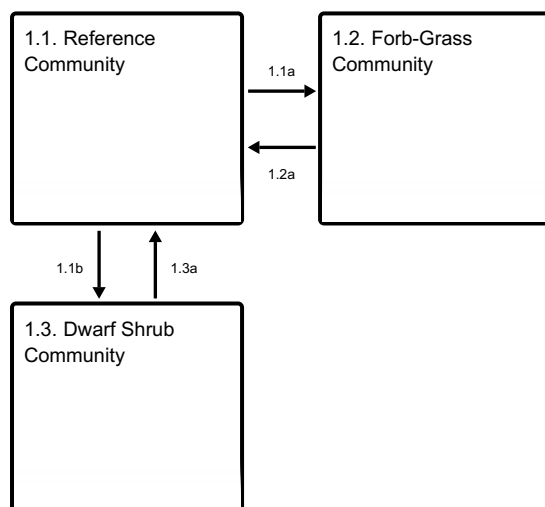 1.1. Reference
Community
1.1a
1.2. Forb-Grass
Community
1.2a
1.1b
1.3a
1.3. Dwarf Shrub
Community